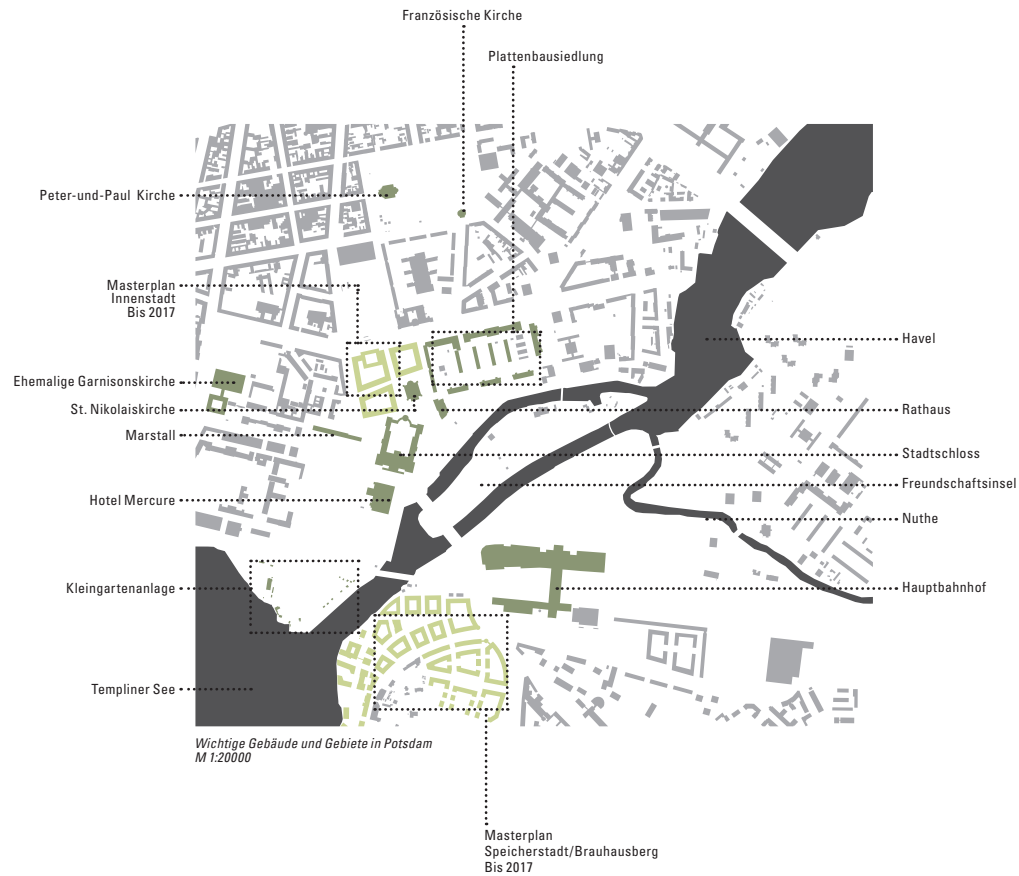 Französische Kirche
Plattenbausiedlung
Peter-und-Paul Kirche
Masterplan
Innenstadt
Bis 2017
Havel
Ehemalige Garnisonskirche
St. Nikolaiskirche
Rathaus
Marstall
Stadtschloss
Freundschaftsinsel
Hotel Mercure
Nuthe
Kleingartenanlage
Hauptbahnhof
Templiner See
Wichtige Gebäude und Gebiete in Potsdam
M 1:20000
Masterplan
Speicherstadt/Brauhausberg
Bis 2017